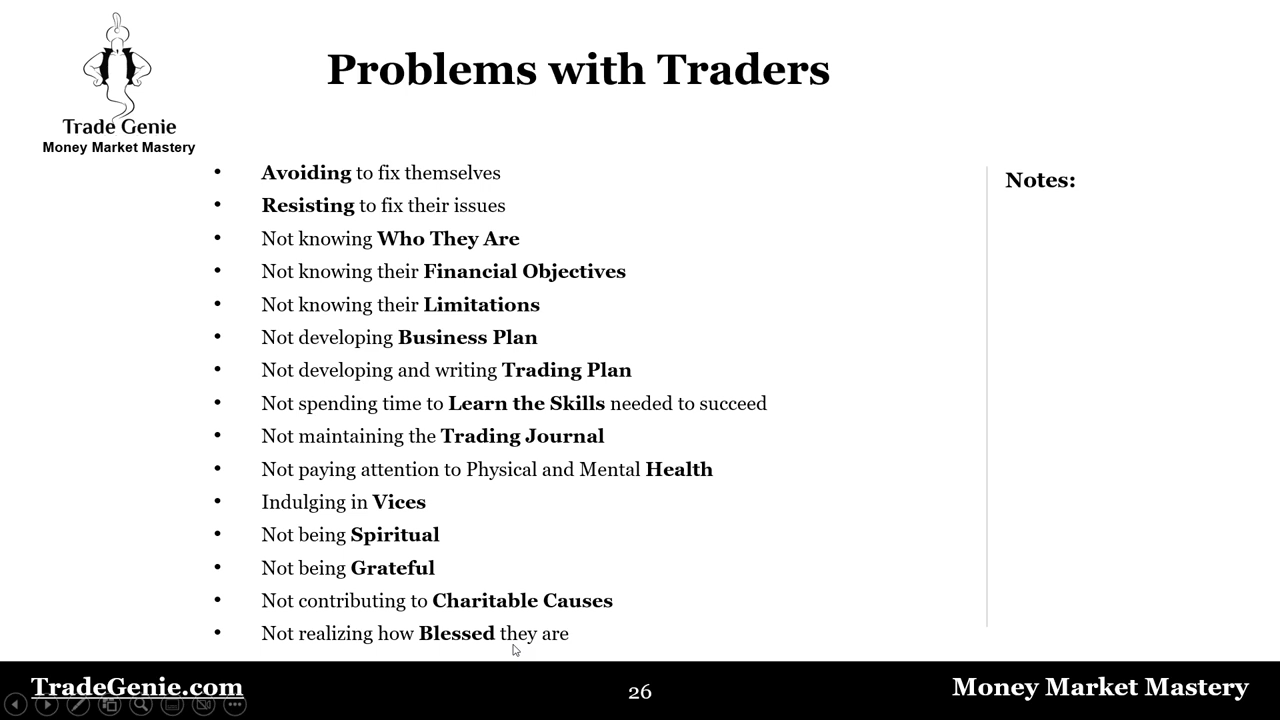 Problems with Traders
Trade Genie
Money Market Mastery
• Avoiding to fix themselves
• Resisting to fix their issues
• Not knowing Who They Are
• Not knowing their Financial Objectives
• Not knowing their Limitations
• Not developing Business Plan
• Not developing and writing Trading Plan
• Not spending time to Learn the Skills needed to succeed
• Not maintaining the Trading Journal
• Not paying attention to Physical and Mental Health
• Indulging in Vices
• Not being Spiritual
• Not being Grateful
• Not contributing to Charitable Causes
• Not realizing how Blessed they are
Notes:
TradeGenie.com
26
Money Market Mastery